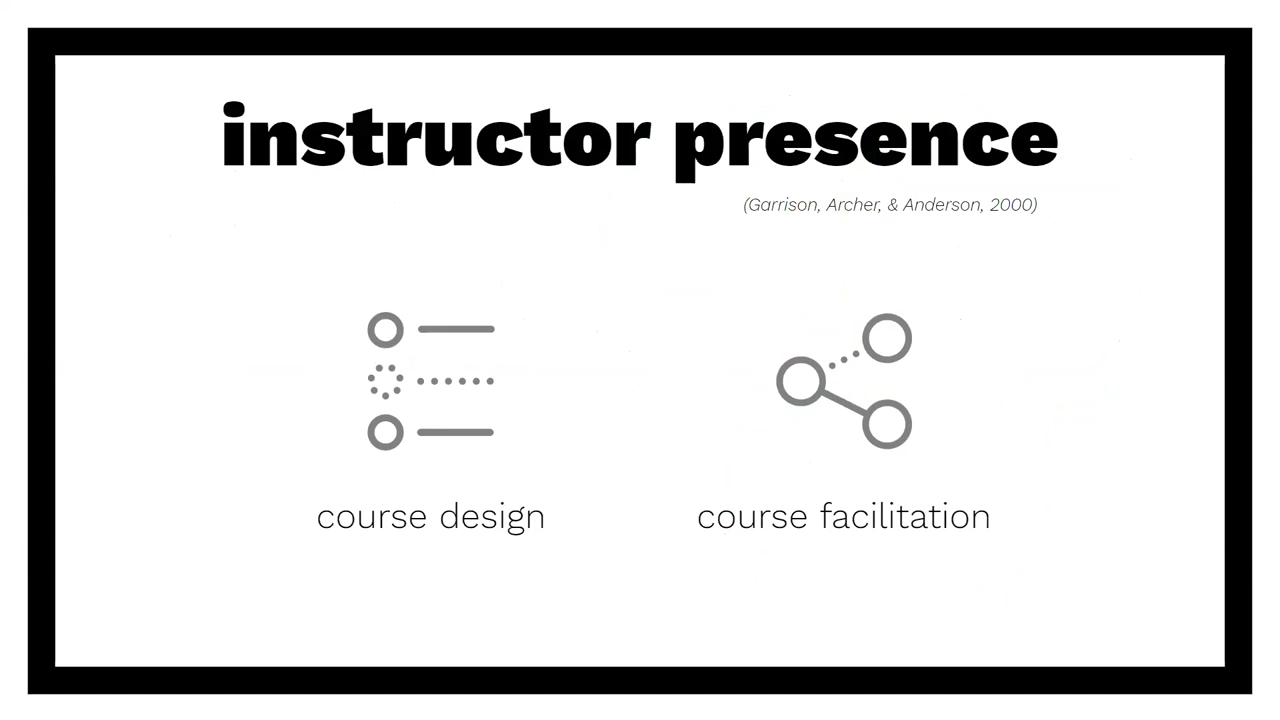 instructor presence
(Garrison, Archer, & Anderson, 2000)
course design
course facilitation